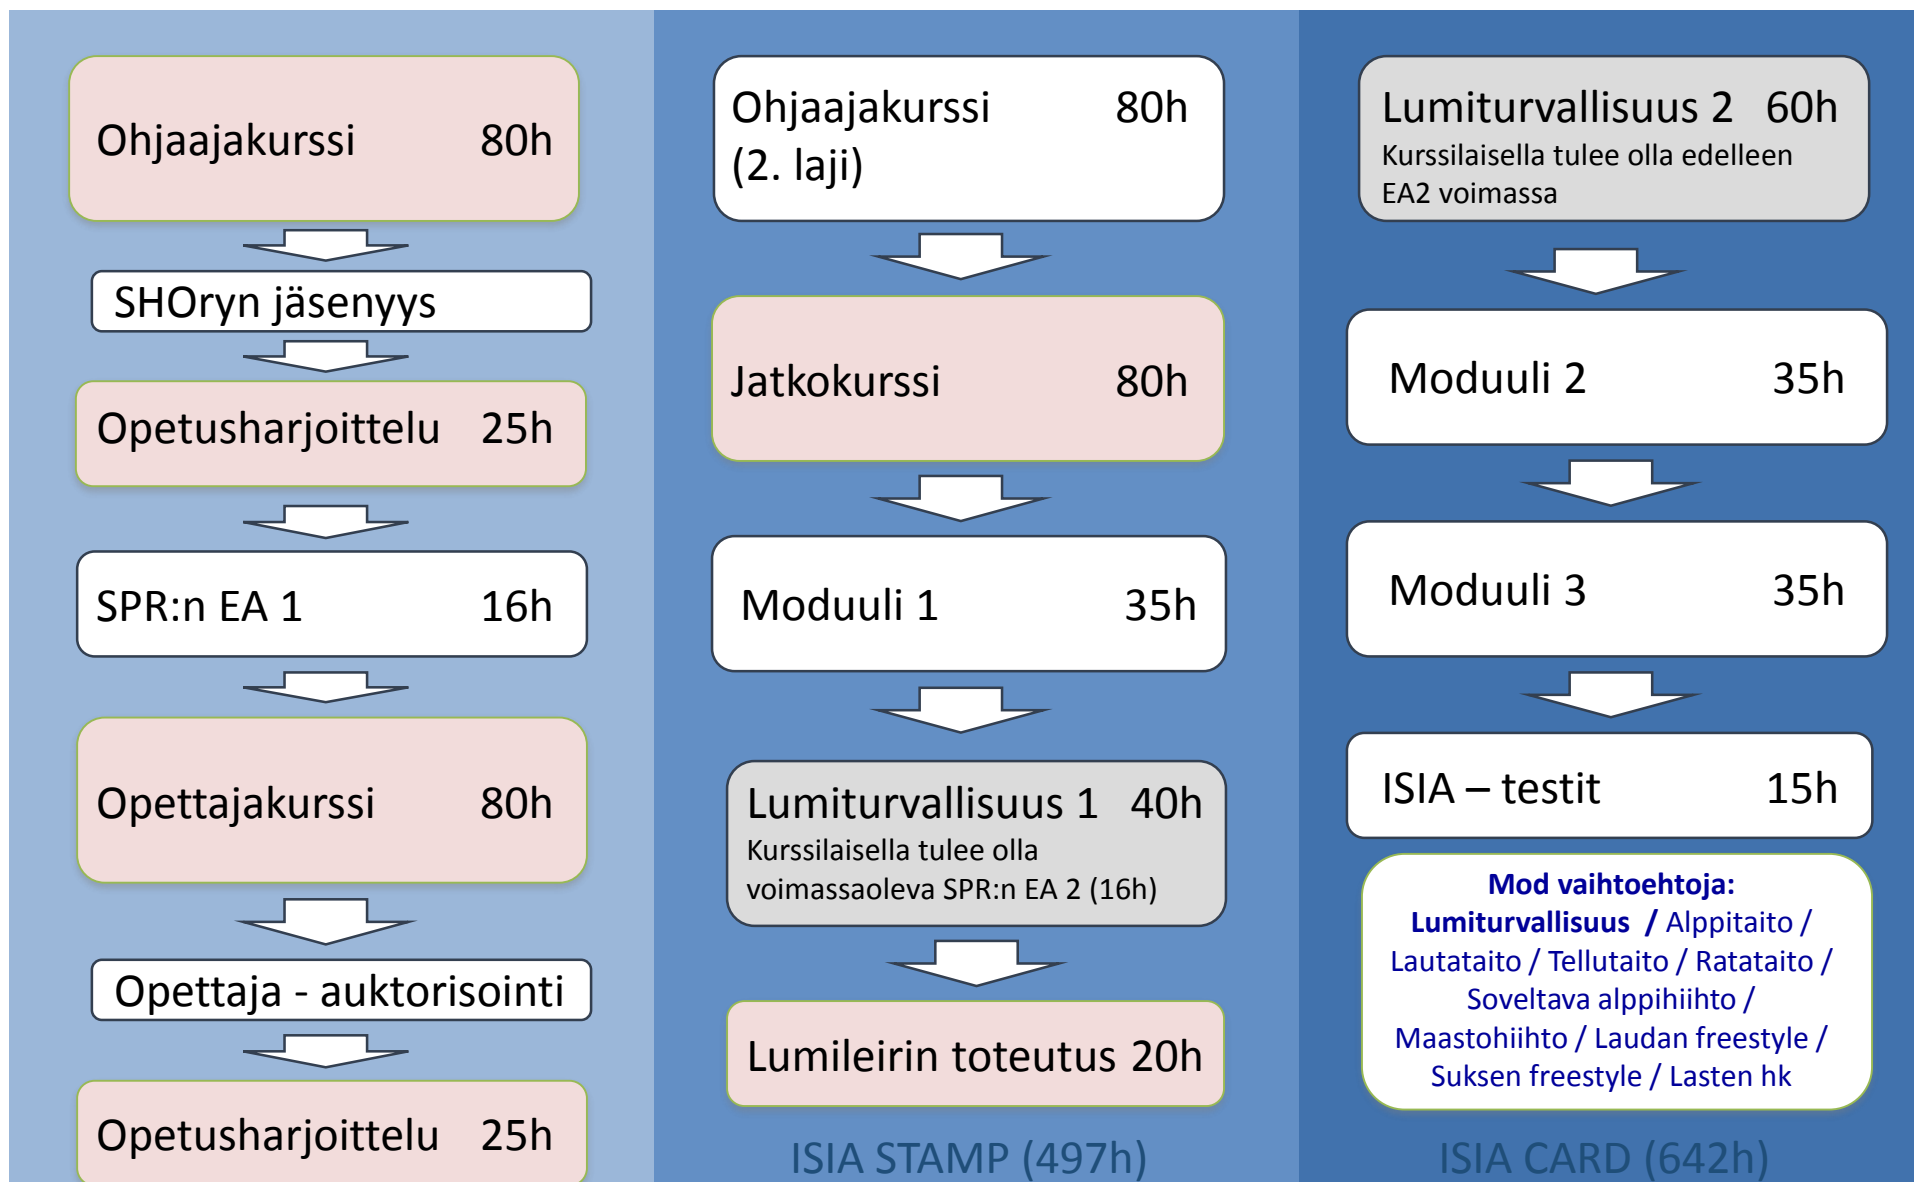 Ohjaajakurssi 80h
SHOryn jäsenyys
Opetusharjoittelu 25h
SPR:n EA 1 16h
Opettajakurssi 80h
Opettaja - auktorisointi
Opetusharjoittelu 25h
Ohjaajakurssi 80h
(2. laji)
Jatkokurssi 80h
Moduuli 1 35h
Lumiturvallisuus 1 40h
Kurssilaisella tulee olla
voimassaoleva SPR:n EA 2 (16h)
Lumileirin toteutus 20h
ISIA STAMP (497h)
Lumiturvallisuus 2 60h
Kurssilaisella tulee olla edelleen
EA2 voimassa
Moduuli 2 35h
Moduuli 3 35h
ISIA – testit 15h
Mod vaihtoehtoja:
Lumiturvallisuus / Alppitaito /
Lautataito / Tellutaito / Ratataito /
Soveltava alppihiihto /
Maastohiihto / Laudan freestyle /
Suksen freestyle / Lasten hk
ISIA CARD (642h)